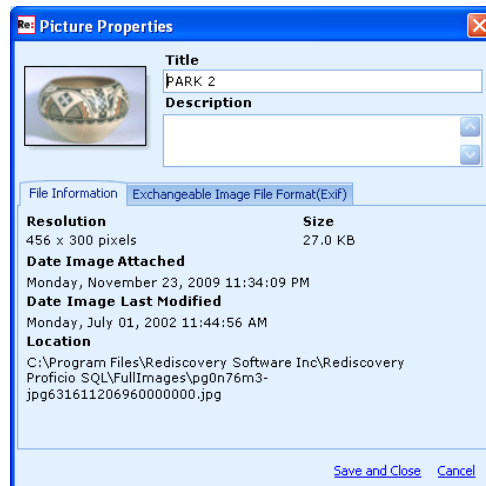 Re: Picture Properties
Title
PARK 2
Description
File Information Exchangeable Image File Format(Exif)
Resolution Size
456 x 300 pixels 27.0 KB
Date Image Attached
Monday, November 23, 2009 11:34:09 PM
Date Image Last Modified
Monday, July 01, 2002 11:44:56 AM
Location
C:\Program Files\Rediscovery Software Inc\Rediscovery
Proficio SQL\FullImages\pg0n76m3-
jpg631611206960000000.jpg
Save and Close Cancel